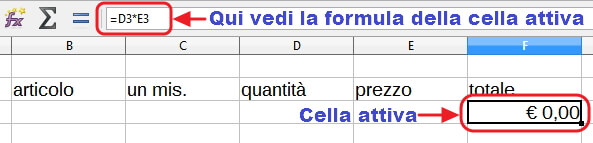 =D3*E3 Qui vedi la formula della cella attiva
B C D E F
articolo un mis. quantità prezzo totale
Cella attiva € 0,00